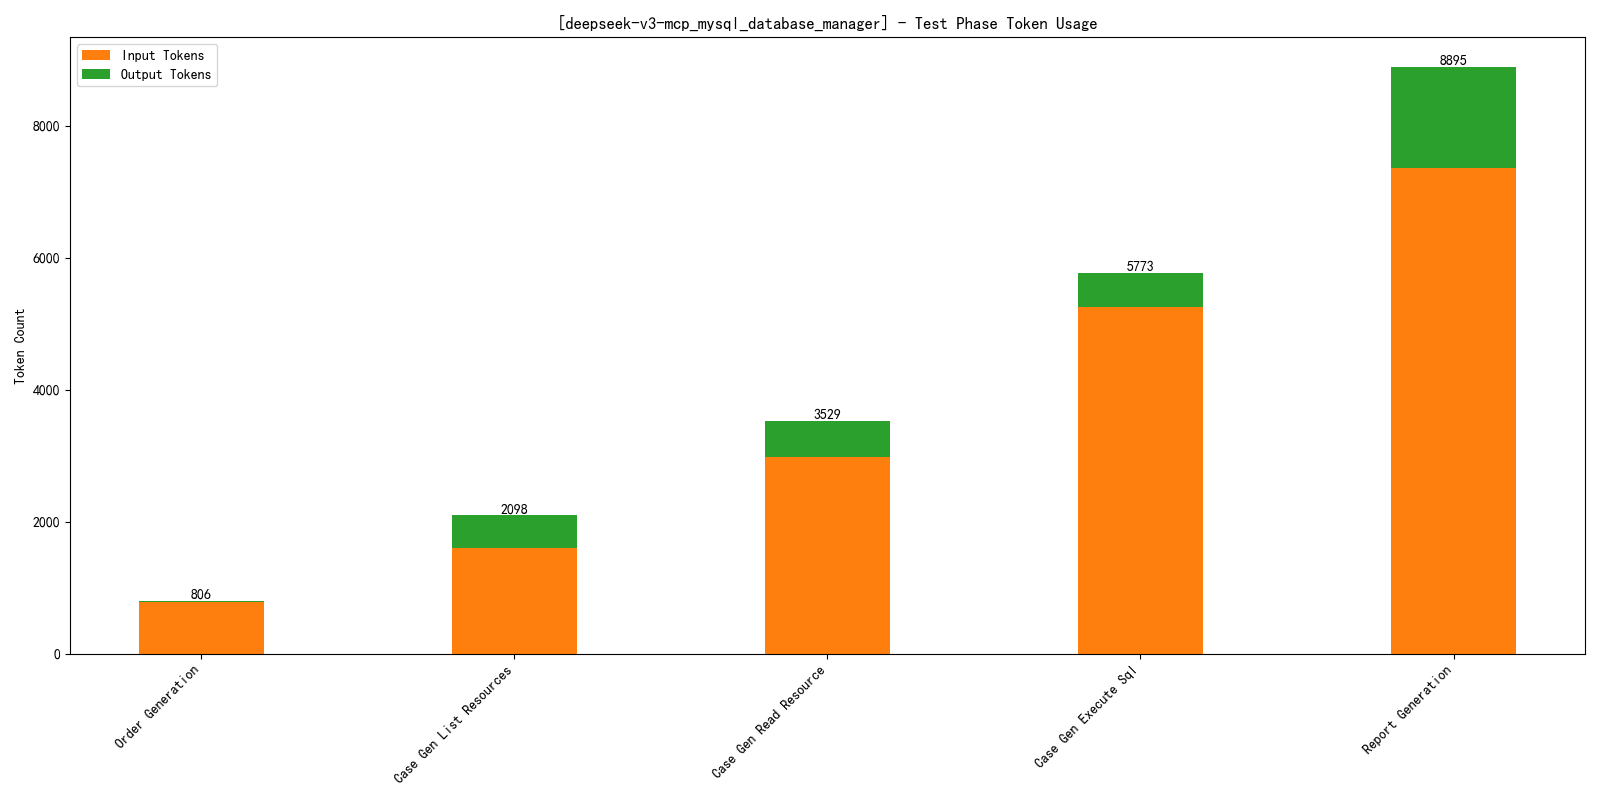 [deepseek-v3-mcp_mysql_database_manager] - Test Phase Token Usage
Input Tokens
Output Tokens
8895
8000
6000
5773
Token Count
4000
3529
2000
2098
806
0
Order Generation
Case Gen List Resources
Case Gen Read Resource
Case Gen Execute Sql
Report Generation